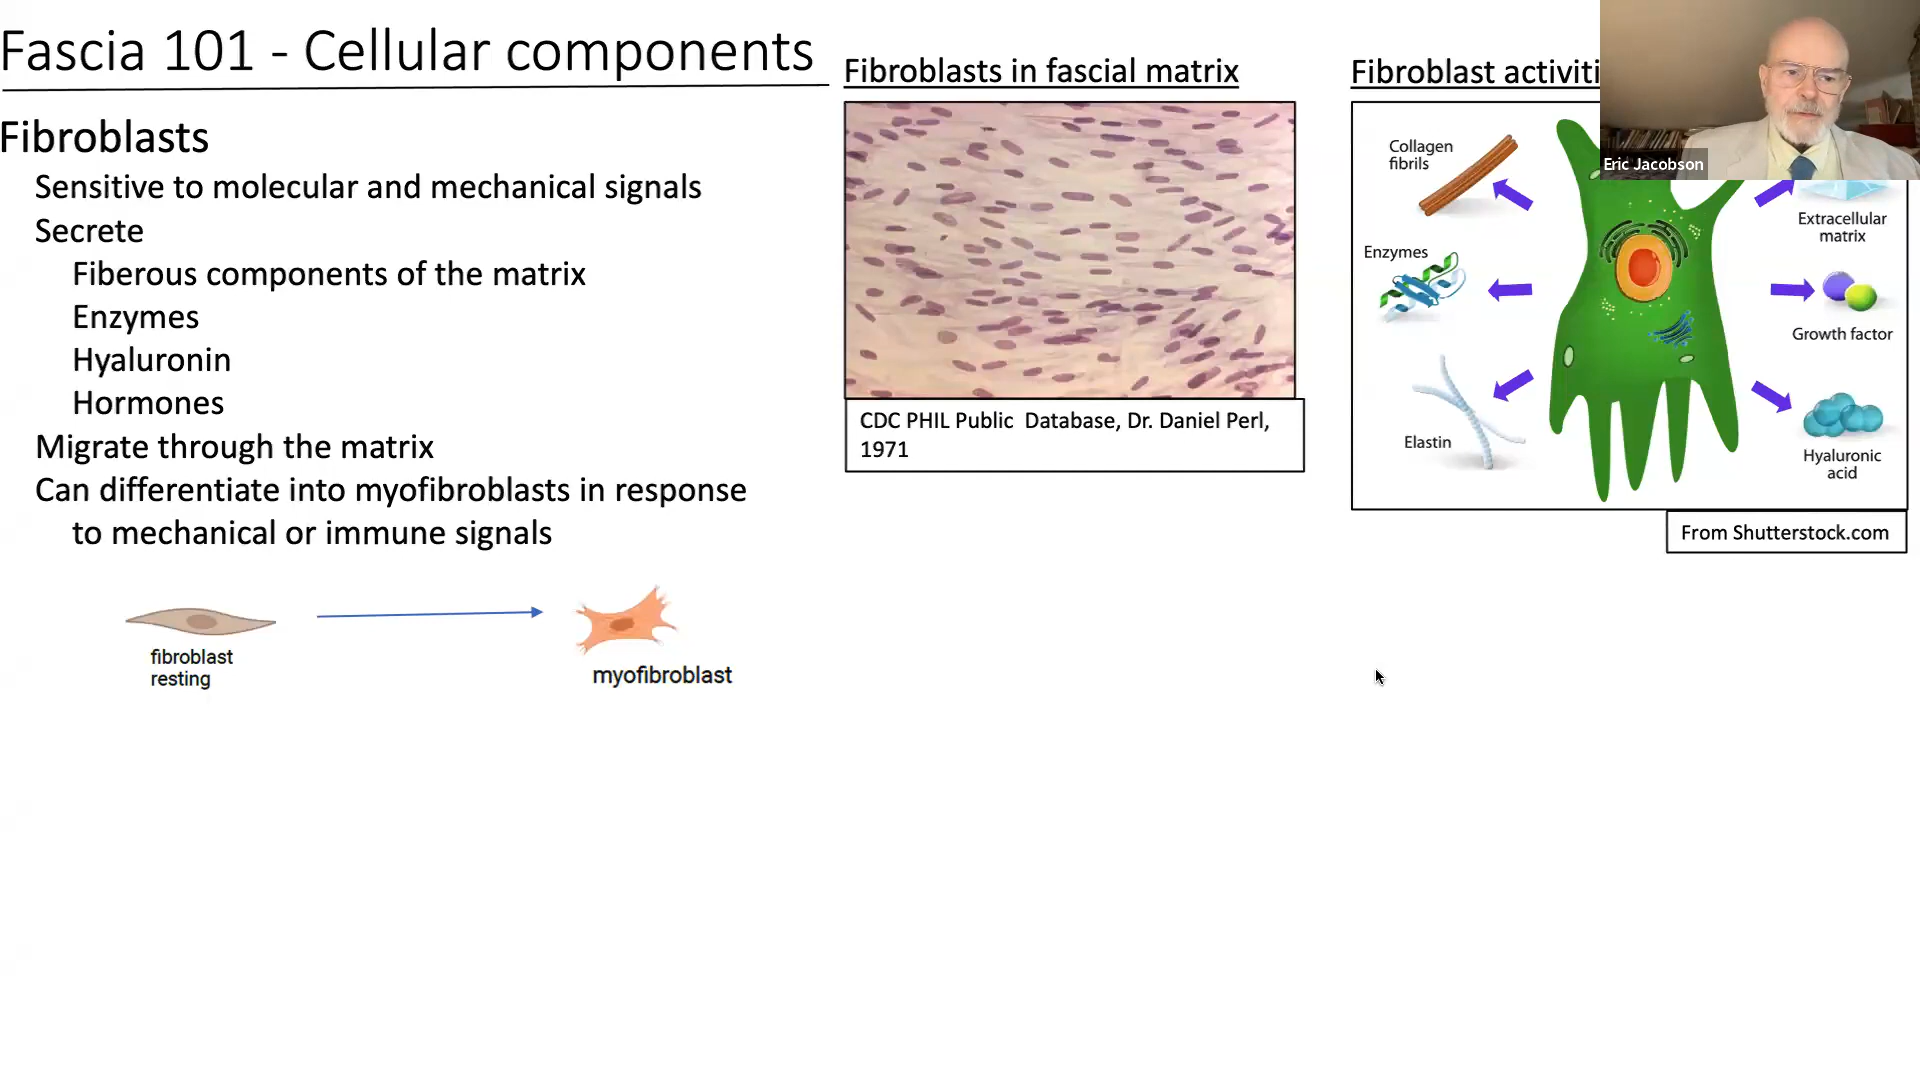 Fascia 101 - Cellular components
Fibroblasts
Sensitive to molecular and mechanical signals
Secrete
Fiberous components of the matrix
Enzymes
Hyaluronin
Hormones
Migrate through the matrix
Can differentiate into myofibroblasts in response
to mechanical or immune signals
fibroblast
resting
myofibroblast
Fibroblasts in fascial matrix
CDC PHIL Public Database, Dr. Daniel Perl,
1971
Fibroblast activiti
Collagen
fibrils
Enzymes
Elastin
Extracellular
matrix
Growth factor
Hyaluronic
acid
From Shutterstock.com
Eric Jacobson